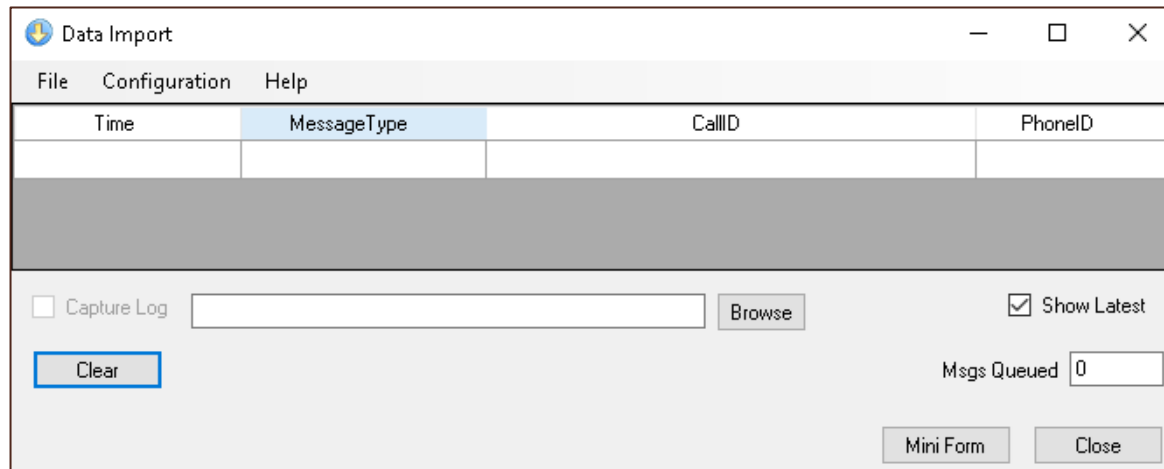 Data Import
File Configuration Help
Time MessageType CallID PhoneID
Capture Log Browse Show Latest
Clear Msgs Queued 0
Mini Form Close